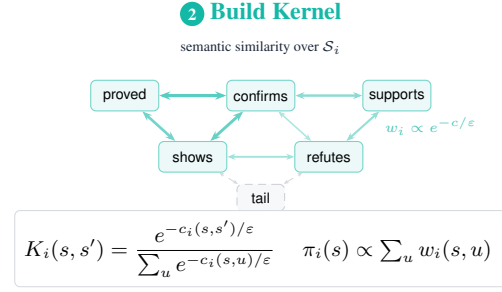 2 Build Kernel
semantic similarity over 𝒮ᵢ
proved confirms supports
wᵢ ∝ e^{−c/ε}
shows refutes
tail
Kᵢ(s, s′) = e^{−cᵢ(s,s′)/ε} / ∑ᵤ e^{−cᵢ(s,u)/ε} πᵢ(s) ∝ ∑ᵤ wᵢ(s, u)